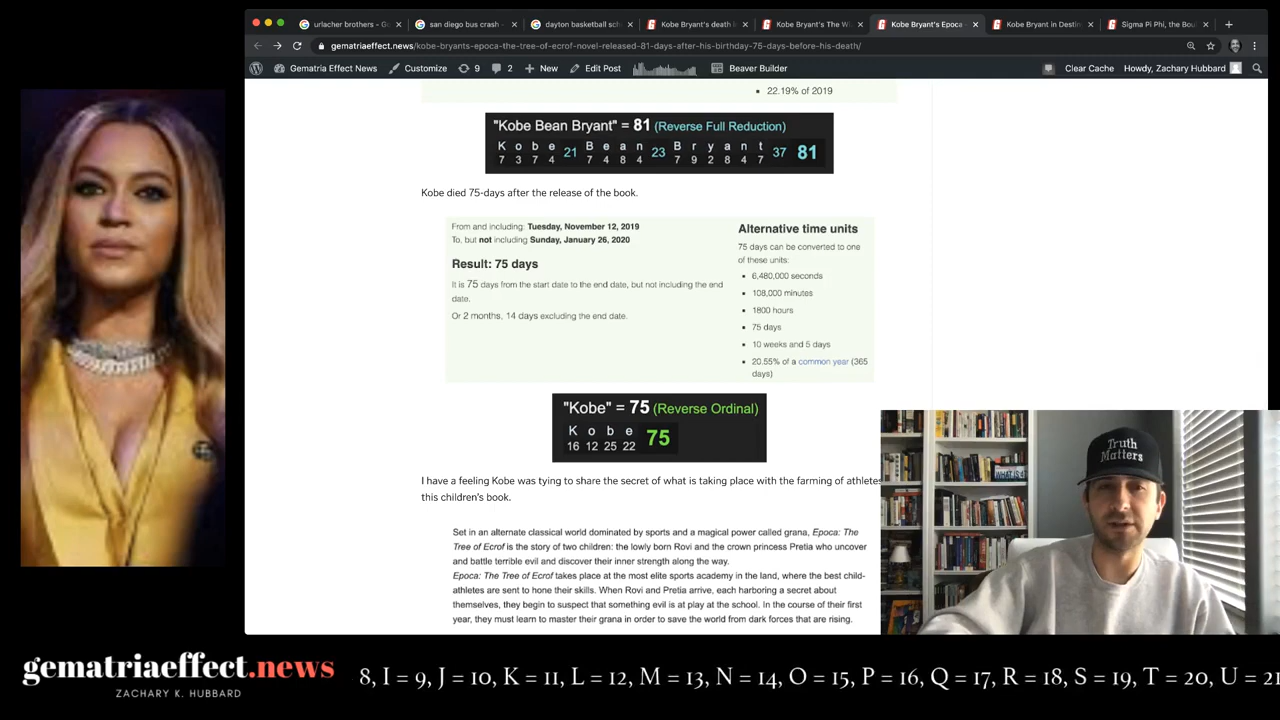 urlacher brothers - G
san diego bus crash -
dayton basketball sch
Kobe Bryant's death
Kobe Bryant's The Wi
Kobe Bryant's Epoca
Kobe Bryant in Destin
Sigma Pi Phi, the Bou
gematriaeffect.news/kobe-bryants-epoca-the-tree-of-ecrof-novel-released-81-days-after-his-birthday-75-days-before-his-death/
Gematria Effect News
Customize
9
2
New
Edit Post
Beaver Builder
Clear Cache
Howdy, Zachary Hubbard
• 22.19% of 2019
"Kobe Bean Bryant" = 81 (Reverse Full Reduction)
K o b e 21 B e a n 23 B r y a n t 37 81
7 3 7 4 7 4 8 4 7 9 2 8 4 7
Kobe died 75-days after the release of the book.
From and including: Tuesday, November 12, 2019
To, but not including Sunday, January 26, 2020
Result: 75 days
It is 75 days from the start date to the end date, but not including the end
date.
Or 2 months, 14 days excluding the end date.
Alternative time units
75 days can be converted to one
of these units:
• 6,480,000 seconds
• 108,000 minutes
• 1800 hours
• 75 days
• 10 weeks and 5 days
• 20.55% of a common year (365
days)
"Kobe" = 75 (Reverse Ordinal)
K o b e 75
16 12 25 22
I have a feeling Kobe was trying to share the secret of what is taking place with the farming of athletes
this children's book.
Set in an alternate classical world dominated by sports and a magical power called grana, Epoca: The
Tree of Ecrof is the story of two children: the lowly born Rovi and the crown princess Pretia who uncover
and battle terrible evil and discover their inner strength along the way.
Epoca: The Tree of Ecrof takes place at the most elite sports academy in the land, where the best child-
athletes are sent to hone their skills. When Rovi and Pretia arrive, each harboring a secret about
themselves, they begin to suspect that something evil is at play at the school. In the course of their first
year, they must learn to master their grana in order to save the world from dark forces that are rising.
Truth
Matters
gematriaeffect.news
ZACHARY K. HUBBARD
8, I = 9, J = 10, K = 11, L = 12, M = 13, N = 14, O = 15, P = 16, Q = 17, R = 18, S = 19, T = 20, U = 21